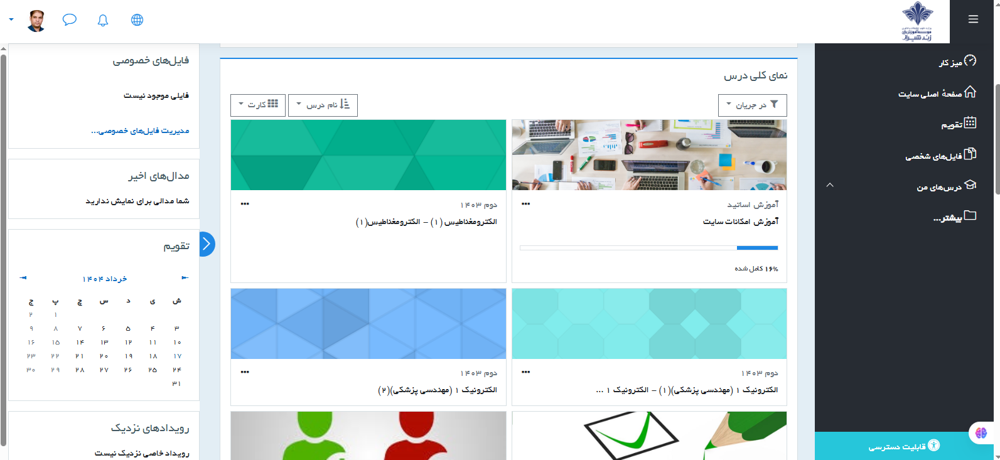 موسسه آموزش عالی
زند شیراز
میز کار
صفحهٔ اصلی سایت
تقویم
فایل‌های شخصی
درس‌های من
بیشتر...
قابلیت دسترسی
نمای کلی درس
در جریان
نام درس
کارت
آموزش اساتید
آموزش امکانات سایت
۱۶% کامل شده
دوم ۱۴۰۳
الکترومغناطیس (۱) - الکترومغناطیس(۱)
دوم ۱۴۰۳
الکترونیک ۱ (مهندسی پزشکی)(۱) - الکترونیک ۱ ...
دوم ۱۴۰۳
الکترونیک ۱ (مهندسی پزشکی)(۲)
فایل‌های خصوصی
فایلی موجود نیست
مدیریت فایل‌های خصوصی...
مدال‌های اخیر
شما مدالی برای نمایش ندارید
تقویم
► خرداد ۱۴۰۴ ◄
ش ی د س چ پ ج
۱ ۲
۳ ۴ ۵ ۶ ۷ ۸ ۹
۱۰ ۱۱ ۱۲ ۱۳ ۱۴ ۱۵ ۱۶
۱۷ ۱۸ ۱۹ ۲۰ ۲۱ ۲۲ ۲۳
۲۴ ۲۵ ۲۶ ۲۷ ۲۸ ۲۹ ۳۰
۳۱
رویدادهای نزدیک
رویداد خاصی نزدیک نیست